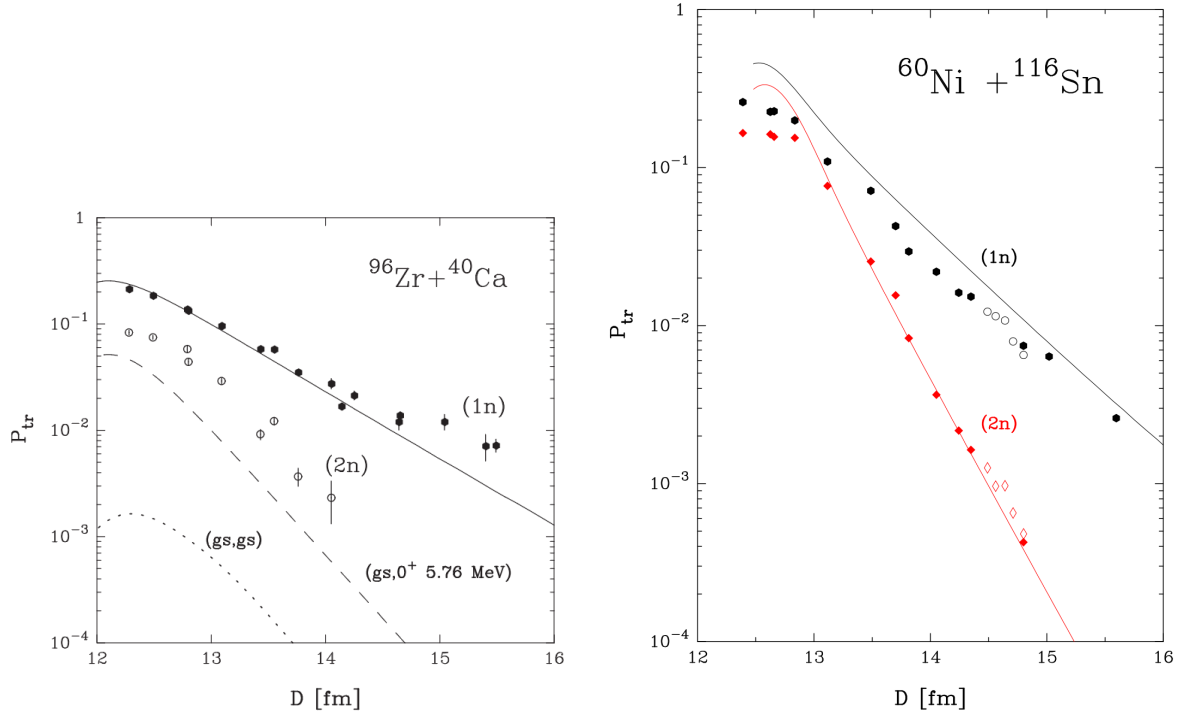 1
10⁻¹
10⁻²
10⁻³
10⁻⁴
P_tr
⁹⁶Zr+⁴⁰Ca
(1n)
(2n)
(gs,gs)
(gs,0⁺ 5.76 MeV)
12 13 14 15 16
D [fm]
1
10⁻¹
10⁻²
10⁻³
10⁻⁴
P_tr
⁶⁰Ni +¹¹⁶Sn
(1n)
(2n)
12 13 14 15 16
D [fm]